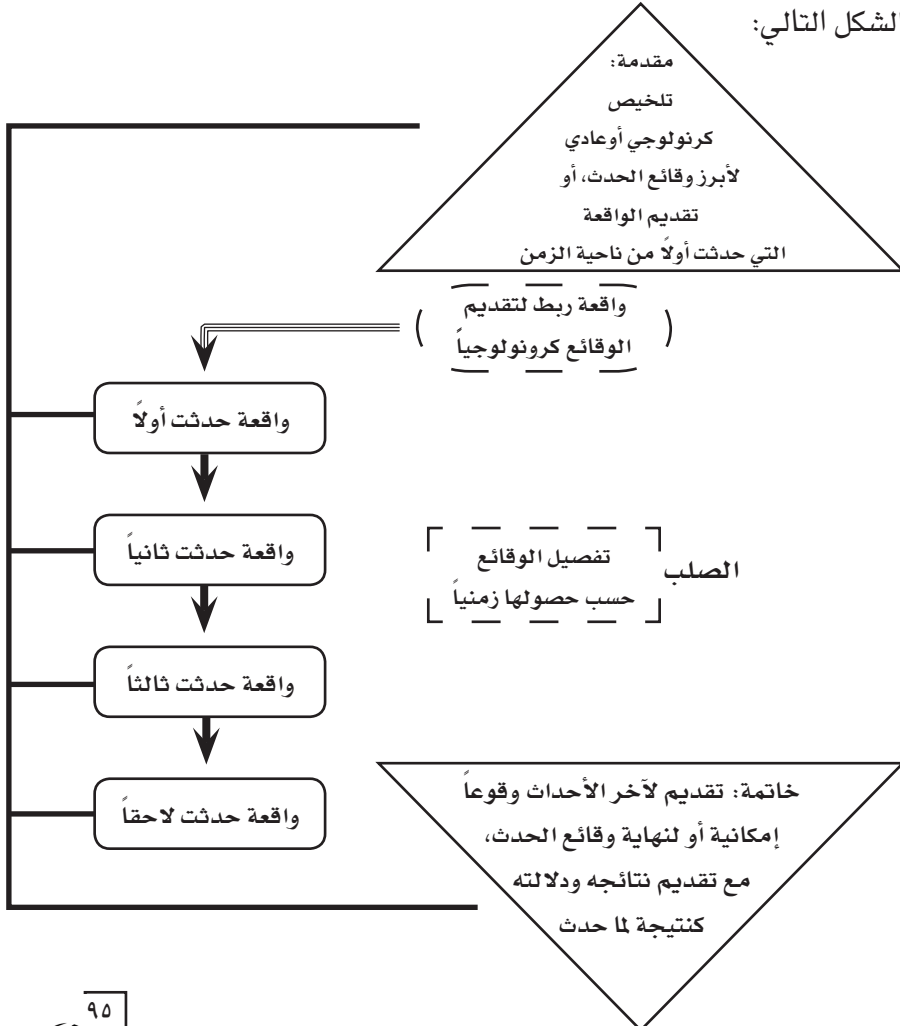 الشكل التالي:
مقدمة:
تلخيص
كرنولوجي أوعادي
لأبرز وقائع الحدث، أو
تقديم الواقعة
التي حدثت أولاً من ناحية الزمن
واقعة ربط لتقديم
الوقائع كرونولوجياً
واقعة حدثت أولاً
واقعة حدثت ثانياً
تفصيل الوقائع
حسب حصولها زمنياً
الصلب
واقعة حدثت ثالثاً
واقعة حدثت لاحقاً
خاتمة: تقديم لآخر الأحداث وقوعاً
إمكانية أو لنهاية وقائع الحدث،
مع تقديم نتائجه ودلالته
كنتيجة لما حدث
٩٥